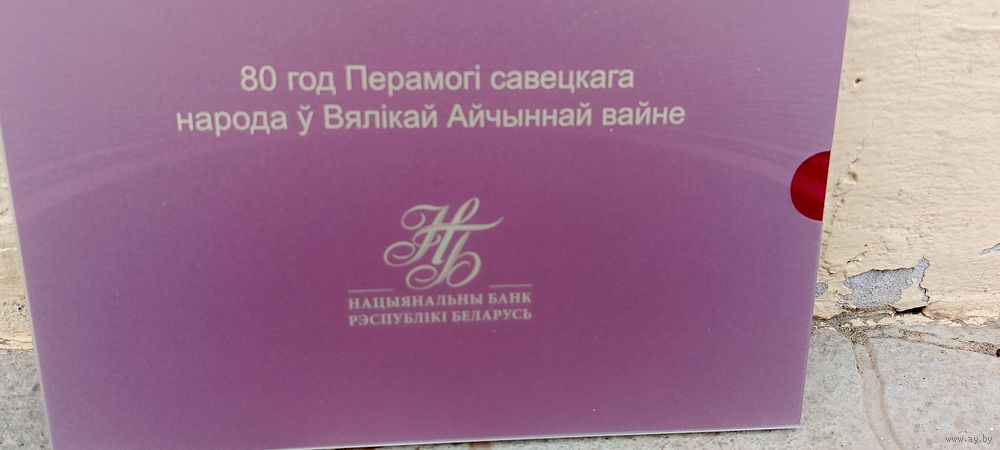 80 год Перамогі савецкага
народа ў Вялікай Айчыннай вайне
НБ
НАЦЫЯНАЛЬНЫ БАНК
РЭСПУБЛІКІ БЕЛАРУСЬ
www.ay.by